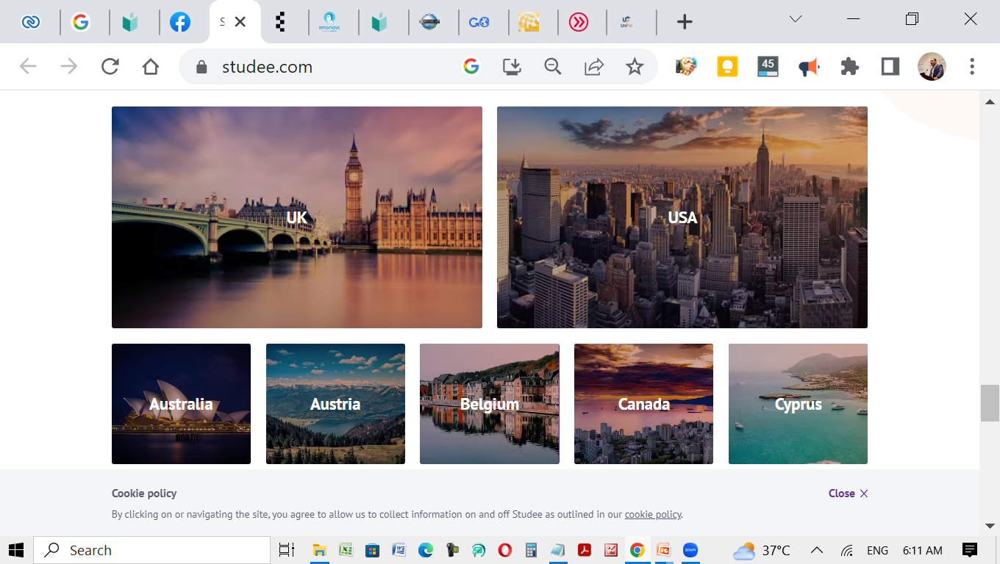 S
GO
studee.com
45
UK
USA
Australia
Austria
Belgium
Canada
Cyprus
Cookie policy
Close
By clicking on or navigating the site, you agree to allow us to collect information on and off Studee as outlined in our cookie policy.
Search
zoom
37°C
ENG
6:11 AM